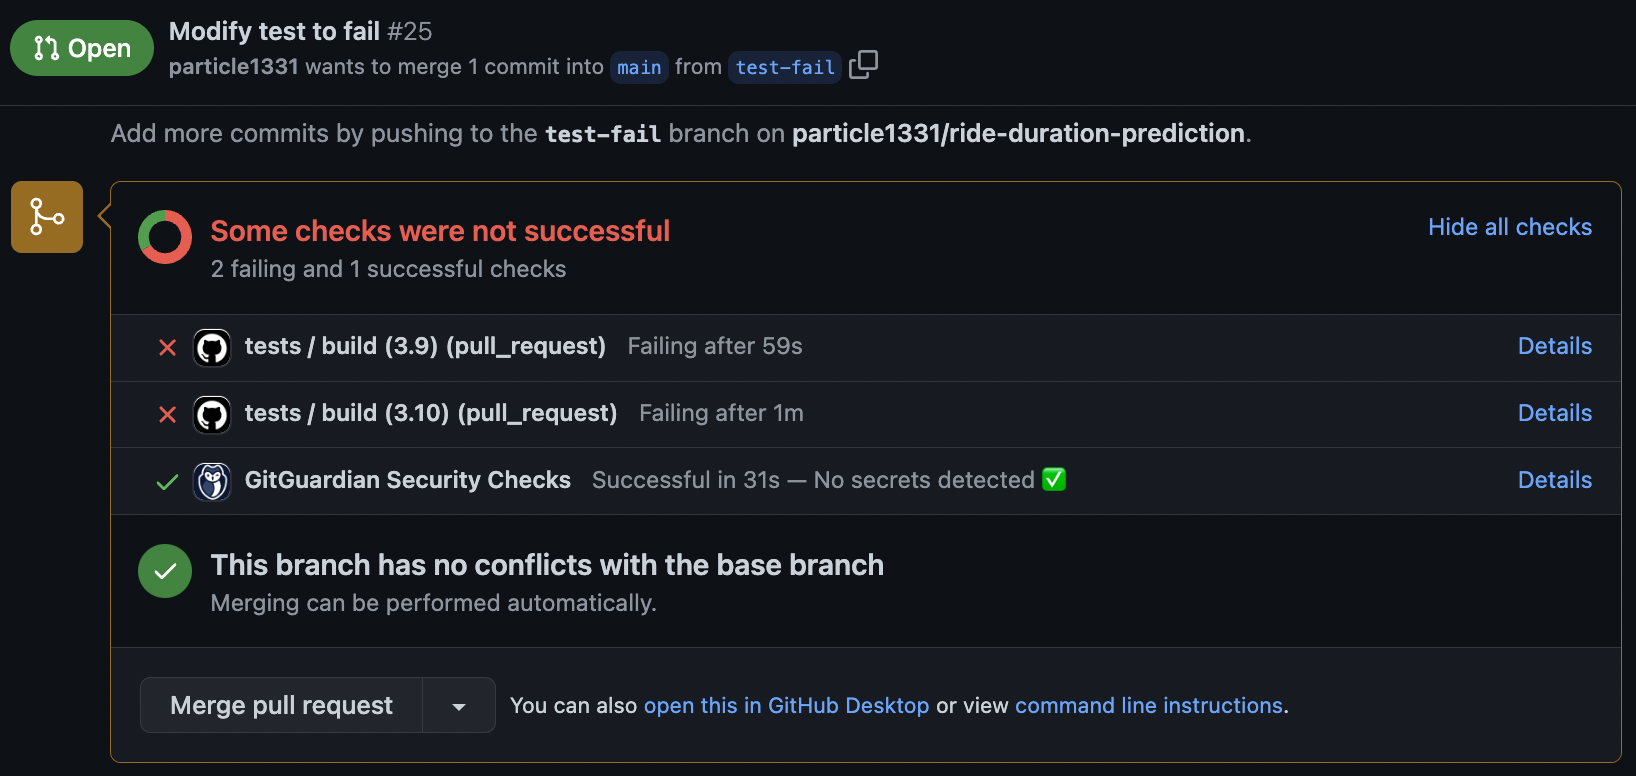 Open
Modify test to fail #25
particle1331 wants to merge 1 commit into main from test-fail
Add more commits by pushing to the test-fail branch on particle1331/ride-duration-prediction.
Some checks were not successful
Hide all checks
2 failing and 1 successful checks
tests / build (3.9) (pull_request) Failing after 59s Details
tests / build (3.10) (pull_request) Failing after 1m Details
GitGuardian Security Checks Successful in 31s — No secrets detected ✅ Details
This branch has no conflicts with the base branch
Merging can be performed automatically.
Merge pull request You can also open this in GitHub Desktop or view command line instructions.